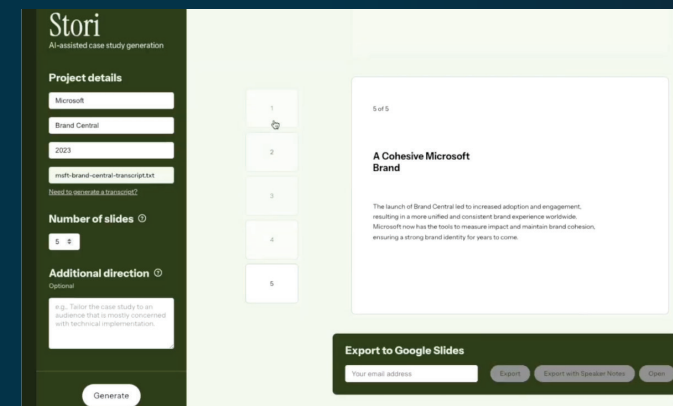 Stori
AI-assisted case study generation
Project details
Microsoft
Brand Central
2023
msft-brand-central-transcript.txt
Need to generate a transcript?
Number of slides ?
5
Additional direction ?
Optional
e.g., Tailor the case study to an
audience that is mostly concerned
with technical implementation.
Generate
1
2
3
4
5
5 of 5
A Cohesive Microsoft
Brand
The launch of Brand Central led to increased adoption and engagement,
resulting in a more unified and consistent brand experience worldwide.
Microsoft now has the tools to measure impact and maintain brand cohesion,
ensuring a strong brand identity for years to come.
Export to Google Slides
Your email address
Export
Export with Speaker Notes
Open